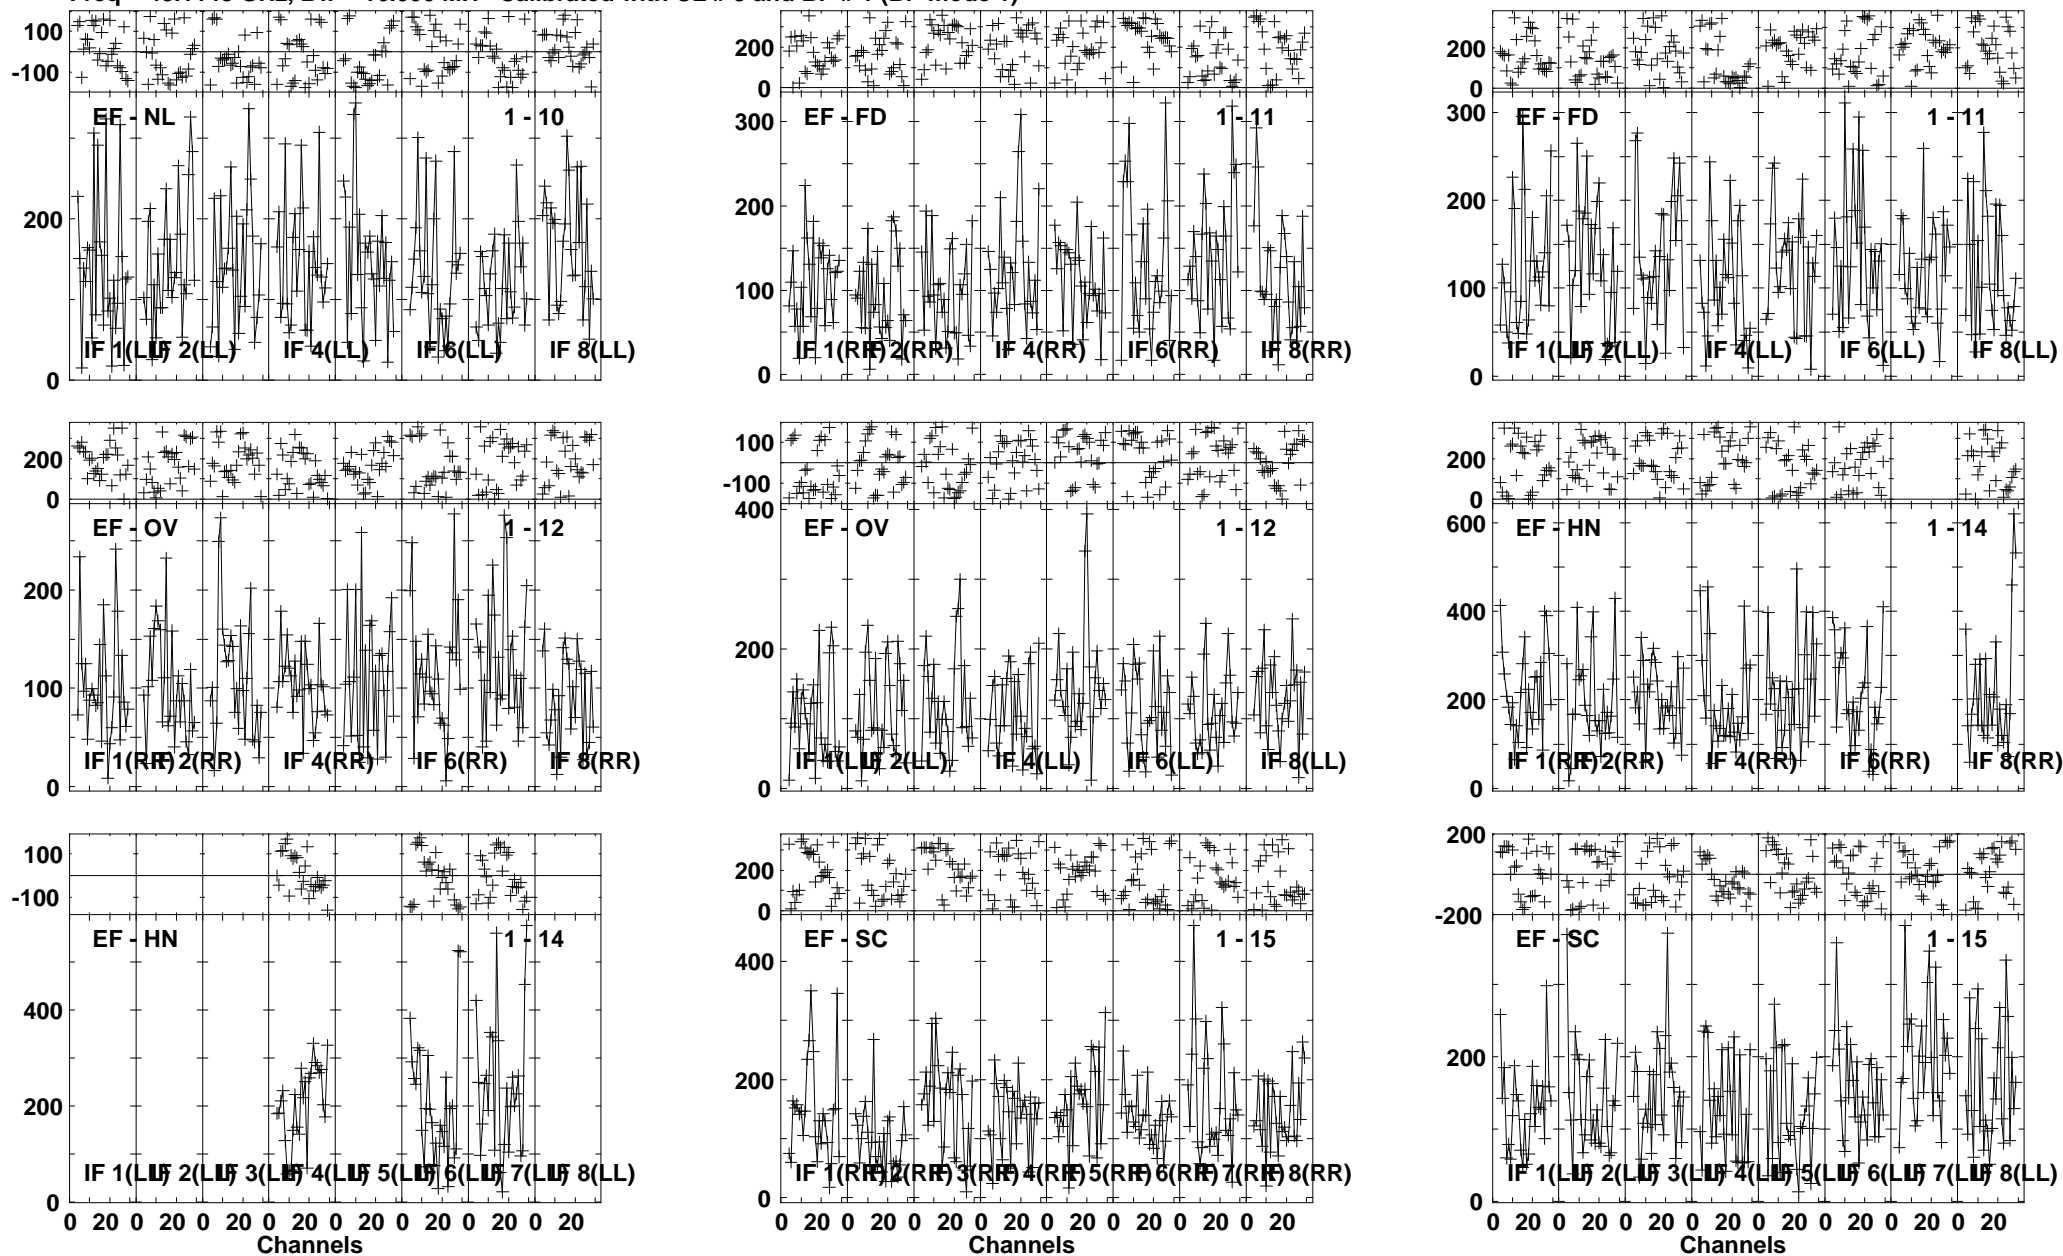 100
-100
EF - NL
1 - 10
200
0
IF 1(LL)
IF 2(LL)
IF 4(LL)
IF 6(LL)
IF 8(LL)
200
0
EF - FD
1 - 11
300
200
100
0
IF 1(RR)
IF 2(RR)
IF 4(RR)
IF 6(RR)
IF 8(RR)
200
0
EF - FD
1 - 11
300
200
100
0
IF 1(LL)
IF 2(LL)
IF 4(LL)
IF 6(LL)
IF 8(LL)
200
0
EF - OV
1 - 12
200
100
0
IF 1(RR)
IF 2(RR)
IF 4(RR)
IF 6(RR)
IF 8(RR)
100
-100
400
EF - OV
1 - 12
200
0
IF 1(LL)
IF 2(LL)
IF 4(LL)
IF 6(LL)
IF 8(LL)
200
0
EF - HN
1 - 14
600
400
200
0
IF 1(RR)
IF 2(RR)
IF 4(RR)
IF 6(RR)
IF 8(RR)
100
-100
EF - HN
1 - 14
400
200
0
IF 1(LL)
IF 2(LL)
IF 3(LL)
IF 4(LL)
IF 5(LL)
IF 6(LL)
IF 7(LL)
IF 8(LL)
0 20 0 20 0 20 0 20 0 20 0 20 0 20 0 20
Channels
200
0
EF - SC
1 - 15
400
200
0
IF 1(RR)
IF 2(RR)
IF 3(RR)
IF 4(RR)
IF 5(RR)
IF 6(RR)
IF 7(RR)
IF 8(RR)
0 20 0 20 0 20 0 20 0 20 0 20 0 20 0 20
Channels
200
-200
EF - SC
1 - 15
200
0
IF 1(LL)
IF 2(LL)
IF 3(LL)
IF 4(LL)
IF 5(LL)
IF 6(LL)
IF 7(LL)
IF 8(LL)
0 20 0 20 0 20 0 20 0 20 0 20 0 20 0 20
Channels